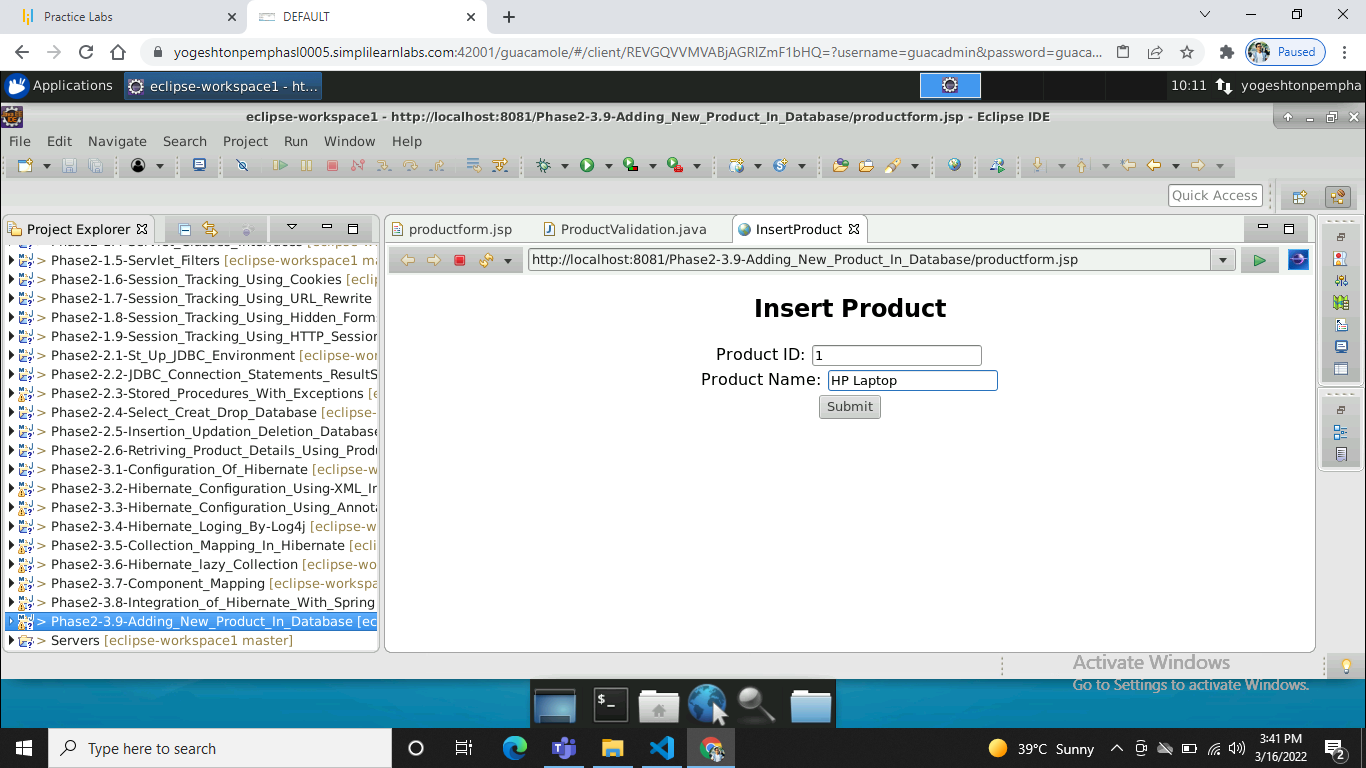 Practice Labs
DEFAULT
yogeshtonpemphasl0005.simplilearnlabs.com:42001/guacamole/#/client/REVGQVVMVABjAGRlZmF1bHQ=?username=guacadmin&password=guaca...
Paused
Applications
eclipse-workspace1 - ht...
10:11
yogeshtonpempha
eclipse-workspace1 - http://localhost:8081/Phase2-3.9-Adding_New_Product_In_Database/productform.jsp - Eclipse IDE
File Edit Navigate Search Project Run Window Help
Quick Access
Project Explorer
productform.jsp
ProductValidation.java
InsertProduct
http://localhost:8081/Phase2-3.9-Adding_New_Product_In_Database/productform.jsp
> Phase2-1.5-Servlet_Filters [eclipse-workspace1 ma
> Phase2-1.6-Session_Tracking_Using_Cookies [ecli
> Phase2-1.7-Session_Tracking_Using_URL_Rewrite
> Phase2-1.8-Session_Tracking_Using_Hidden_Form
> Phase2-1.9-Session_Tracking_Using_HTTP_Session
> Phase2-2.1-St_Up_JDBC_Environment [eclipse-wor
> Phase2-2.2-JDBC_Connection_Statements_ResultS
> Phase2-2.3-Stored_Procedures_With_Exceptions [e
> Phase2-2.4-Select_Creat_Drop_Database [eclipse-
> Phase2-2.5-Insertion_Updation_Deletion_Database
> Phase2-2.6-Retriving_Product_Details_Using_Produ
> Phase2-3.1-Configuration_Of_Hibernate [eclipse-w
> Phase2-3.2-Hibernate_Configuration_Using-XML_In
> Phase2-3.3-Hibernate_Configuration_Using_Annota
> Phase2-3.4-Hibernate_Loging_By-Log4j [eclipse-w
> Phase2-3.5-Collection_Mapping_In_Hibernate [ecli
> Phase2-3.6-Hibernate_lazy_Collection [eclipse-wo
> Phase2-3.7-Component_Mapping [eclipse-workspa
> Phase2-3.8-Integration_of_Hibernate_With_Spring
> Phase2-3.9-Adding_New_Product_In_Database [ec
> Servers [eclipse-workspace1 master]
Insert Product
Product ID: 1
Product Name: HP Laptop
Submit
Activate Windows
Go to Settings to activate Windows.
Type here to search
39°C Sunny
3:41 PM
3/16/2022
2